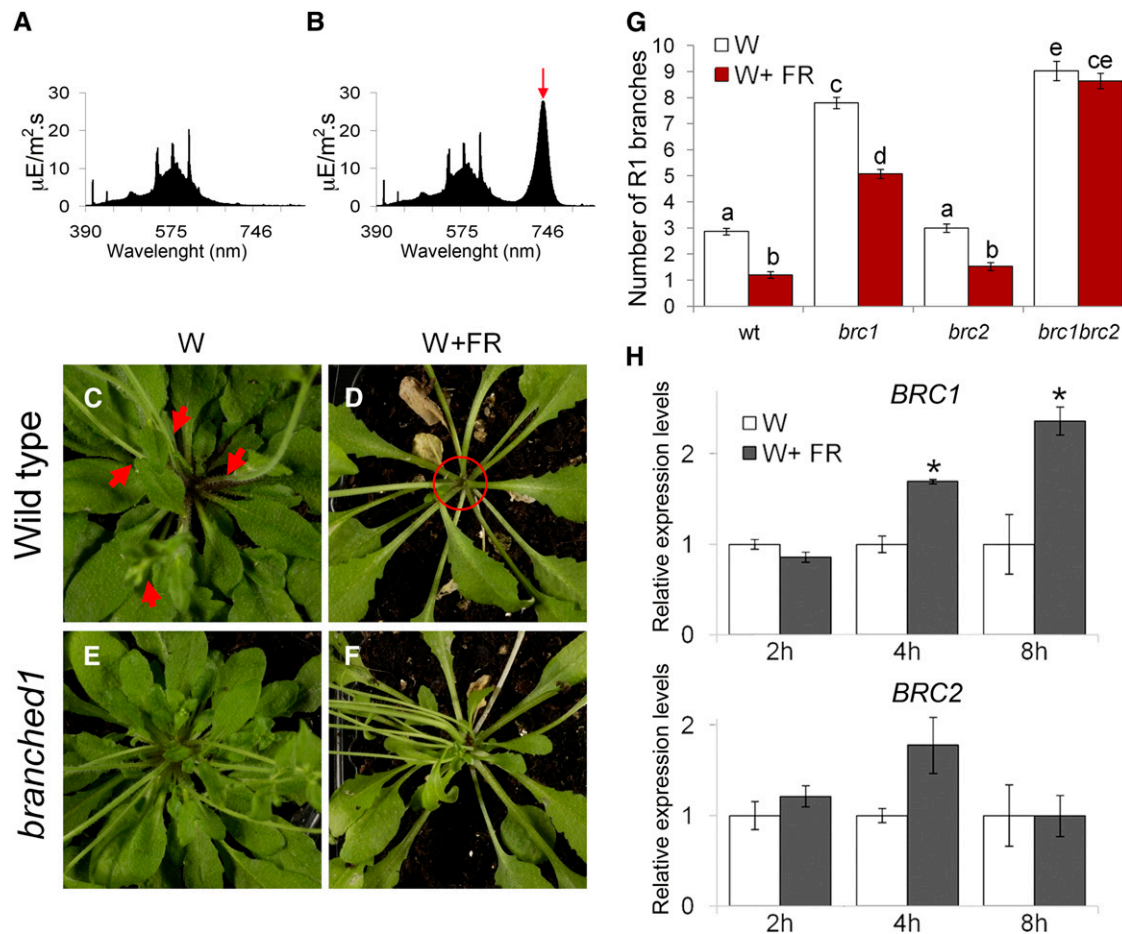 A
B
µE/m².s
30
20
10
0
390
575
746
Wavelenght (nm)
µE/m².s
30
20
10
0
390
575
746
Wavelenght (nm)
W
W+FR
Wild type
C
D
branched1
E
F
G
W
W+ FR
Number of R1 branches
10
9
8
7
6
5
4
3
2
1
0
a
b
c
d
a
b
e
ce
wt
brc1
brc2
brc1brc2
H
BRC1
W
W+ FR
Relative expression levels
2
1
0
*
*
2h
4h
8h
BRC2
Relative expression levels
2
1
0
2h
4h
8h